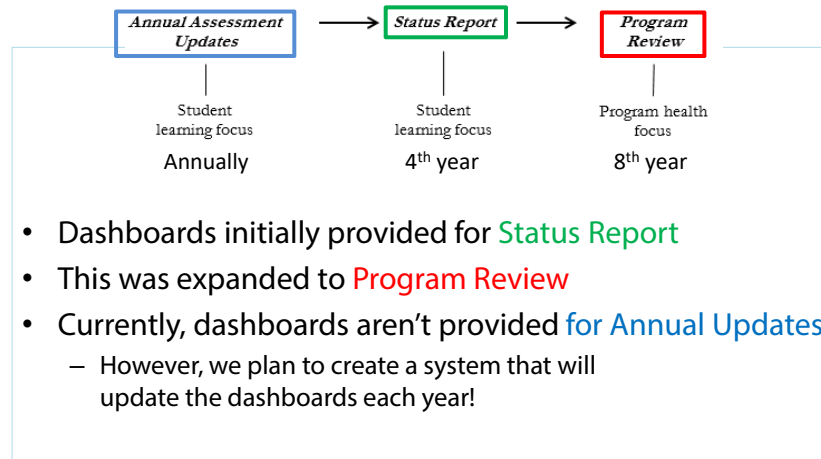 Annual Assessment Updates
Status Report
Program Review
Student learning focus
Student learning focus
Program health focus
Annually
4th year
8th year
• Dashboards initially provided for Status Report
• This was expanded to Program Review
• Currently, dashboards aren’t provided for Annual Updates
– However, we plan to create a system that will
update the dashboards each year!